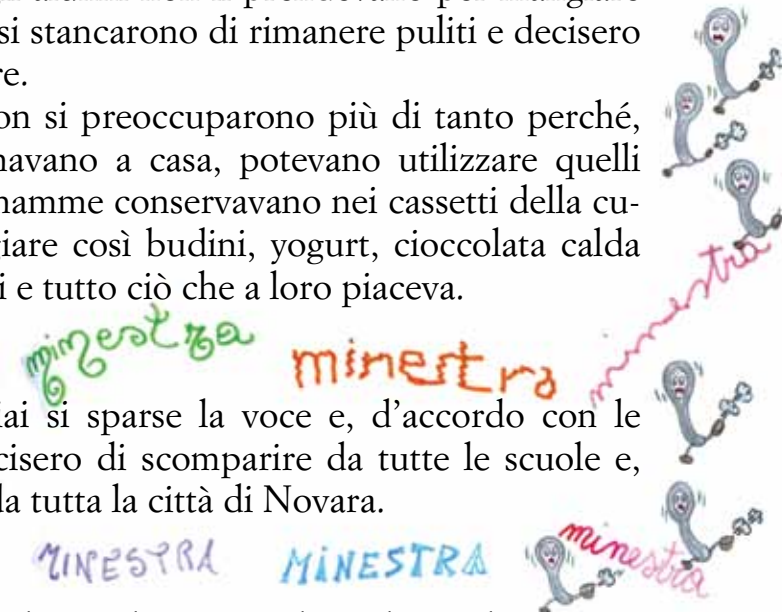 si stancarono di rimanere puliti e decisero
re.
on si preoccuparono più di tanto perché,
navano a casa, potevano utilizzare quelli
namme conservavano nei cassetti della cu-
giare così budini, yogurt, cioccolata calda
i e tutto ciò che a loro piaceva.
minestra
minestra minestra
iai si sparse la voce e, d'accordo con le
cisero di scomparire da tutte le scuole e,
la tutta la città di Novara.
MINESTRA MINESTRA minestra